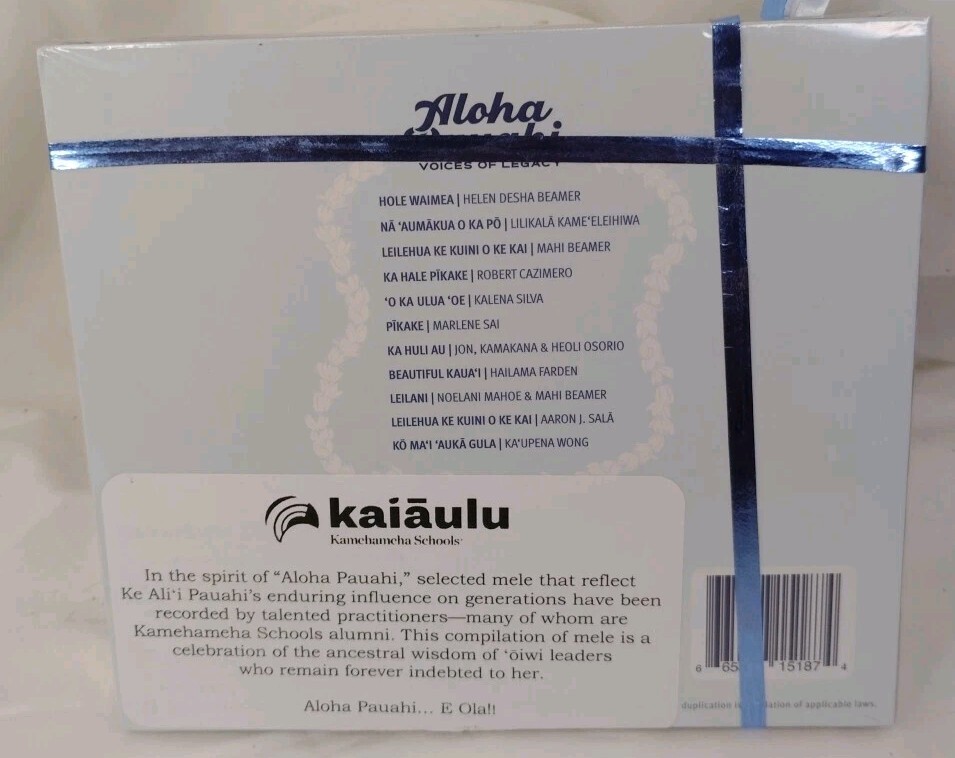 Aloha
Pauahi
VOICES OF LEGACY
HOLE WAIMEA | HELEN DESHA BEAMER
NĀ ʻAUMĀKUA O KA PŌ | LILIKALĀ KAMEʻELEIHIWA
LEILEHUA KE KUINI O KE KAI | MAHI BEAMER
KA HALE PĪKAKE | ROBERT CAZIMERO
ʻO KA ULUA ʻOE | KALENA SILVA
PĪKAKE | MARLENE SAI
KA HULI AU | JON, KAMAKANA & HEOLI OSORIO
BEAUTIFUL KAUAʻI | HAILAMA FARDEN
LEILANI | NOELANI MAHOE & MAHI BEAMER
LEILEHUA KE KUINI O KE KAI | AARON J. SALĀ
KŌ MAʻI ʻAUKĀ GULA | KAʻUPENA WONG
kaiāulu
Kamehameha Schools
In the spirit of “Aloha Pauahi,” selected mele that reflect
Ke Aliʻi Pauahi’s enduring influence on generations have been
recorded by talented practitioners—many of whom are
Kamehameha Schools alumni. This compilation of mele is a
celebration of the ancestral wisdom of ʻōiwi leaders
who remain forever indebted to her.
Aloha Pauahi... E Ola!!
6 15187 4
duplication is of applicable laws.